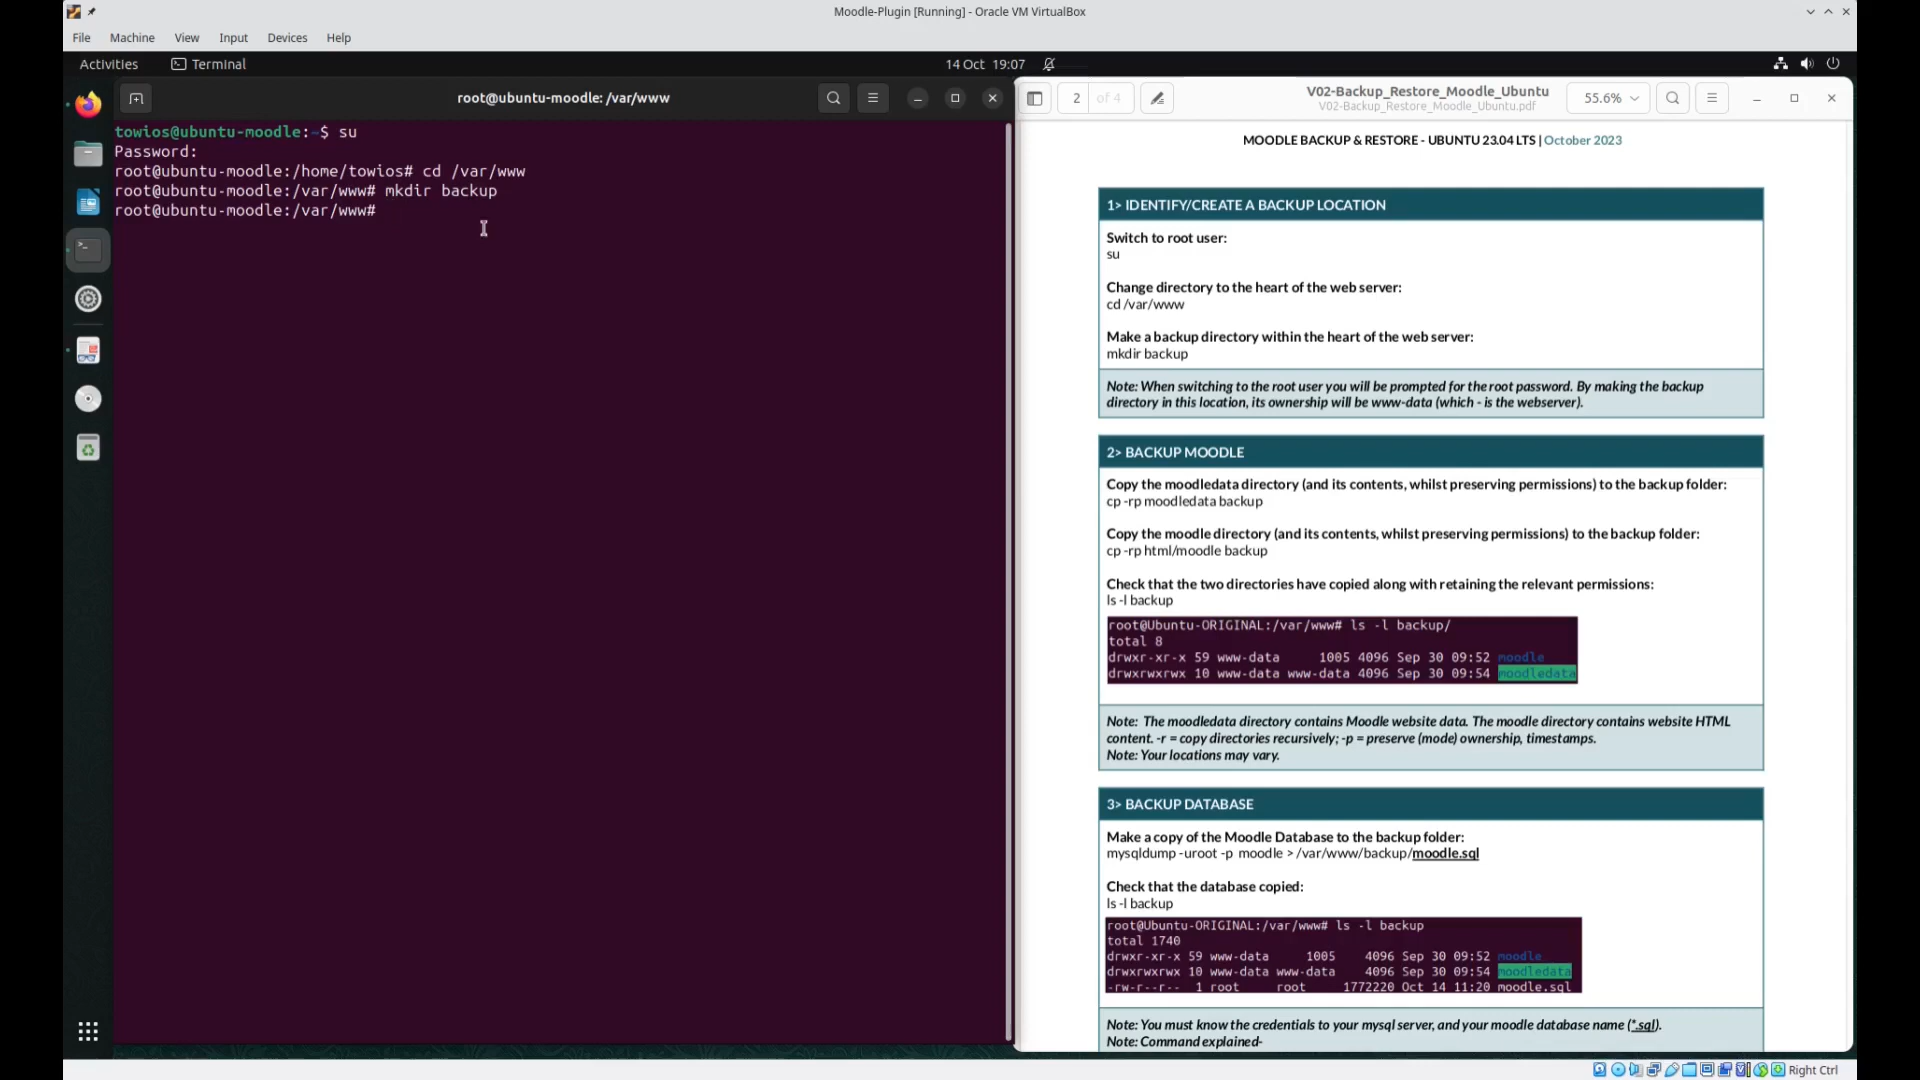 Moodle-Plugin [Running] - Oracle VM VirtualBox
File Machine View Input Devices Help
Activities Terminal 14 Oct 19:07
root@ubuntu-moodle: /var/www
towios@ubuntu-moodle:~$ su
Password:
root@ubuntu-moodle:/home/towios# cd /var/www
root@ubuntu-moodle:/var/www# mkdir backup
root@ubuntu-moodle:/var/www#
2 of 4
V02-Backup_Restore_Moodle_Ubuntu
V02-Backup_Restore_Moodle_Ubuntu.pdf
55.6%
MOODLE BACKUP & RESTORE - UBUNTU 23.04 LTS | October 2023
1> IDENTIFY/CREATE A BACKUP LOCATION
Switch to root user:
su
Change directory to the heart of the web server:
cd /var/www
Make a backup directory within the heart of the web server:
mkdir backup
Note: When switching to the root user you will be prompted for the root password. By making the backup
directory in this location, its ownership will be www-data (which - is the webserver).
2> BACKUP MOODLE
Copy the moodledata directory (and its contents, whilst preserving permissions) to the backup folder:
cp -rp moodledata backup
Copy the moodle directory (and its contents, whilst preserving permissions) to the backup folder:
cp -rp html/moodle backup
Check that the two directories have copied along with retaining the relevant permissions:
ls -l backup
root@Ubuntu-ORIGINAL:/var/www# ls -l backup/
total 8
drwxr-xr-x 59 www-data 1005 4096 Sep 30 09:52 moodle
drwxrwxrwx 10 www-data www-data 4096 Sep 30 09:54 moodledata
Note: The moodledata directory contains Moodle website data. The moodle directory contains website HTML
content. -r = copy directories recursively; -p = preserve (mode) ownership, timestamps.
Note: Your locations may vary.
3> BACKUP DATABASE
Make a copy of the Moodle Database to the backup folder:
mysqldump -uroot -p moodle > /var/www/backup/moodle.sql
Check that the database copied:
ls -l backup
root@Ubuntu-ORIGINAL:/var/www# ls -l backup
total 1740
drwxr-xr-x 59 www-data 1005 4096 Sep 30 09:52 moodle
drwxrwxrwx 10 www-data www-data 4096 Sep 30 09:54 moodledata
-rw-r--r-- 1 root root 1772220 Oct 14 11:20 moodle.sql
Note: You must know the credentials to your mysql server, and your moodle database name (*.sql).
Note: Command explained-
Right Ctrl